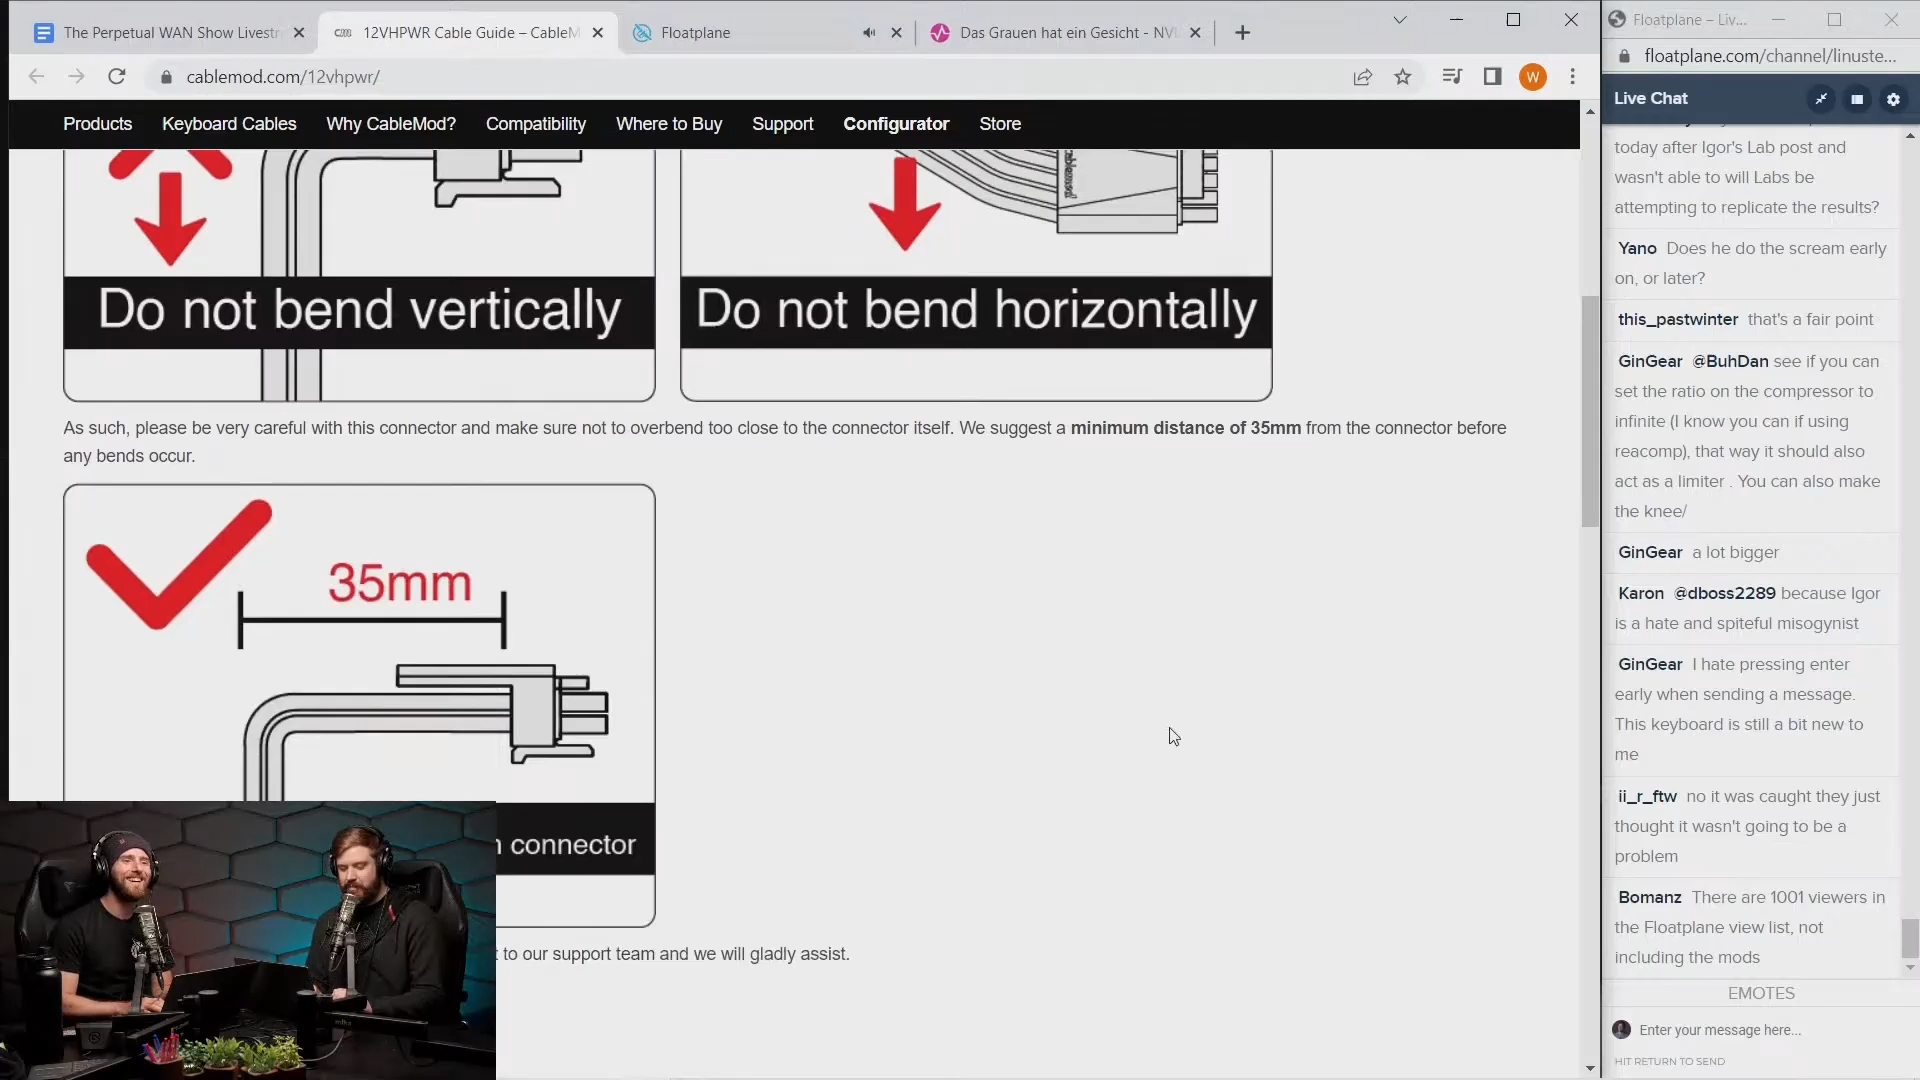 The Perpetual WAN Show Livestr
12VHPWR Cable Guide – CableM
Floatplane
Das Grauen hat ein Gesicht - NV
cablemod.com/12vhpwr/
W
Products
Keyboard Cables
Why CableMod?
Compatibility
Where to Buy
Support
Configurator
Store
Do not bend vertically
cablemod
Do not bend horizontally
As such, please be very careful with this connector and make sure not to overbend too close to the connector itself. We suggest a minimum distance of 35mm from the connector before
any bends occur.
35mm
connector
to our support team and we will gladly assist.
Floatplane – Liv...
floatplane.com/channel/linuste...
Live Chat
today after Igor's Lab post and
wasn't able to will Labs be
attempting to replicate the results?
Yano Does he do the scream early
on, or later?
this_pastwinter that's a fair point
GinGear @BuhDan see if you can
set the ratio on the compressor to
infinite (I know you can if using
reacomp), that way it should also
act as a limiter . You can also make
the knee/
GinGear a lot bigger
Karon @dboss2289 because Igor
is a hate and spiteful misogynist
GinGear I hate pressing enter
early when sending a message.
This keyboard is still a bit new to
me
ii_r_ftw no it was caught they just
thought it wasn't going to be a
problem
Bomanz There are 1001 viewers in
the Floatplane view list, not
including the mods
EMOTES
Enter your message here...
HIT RETURN TO SEND